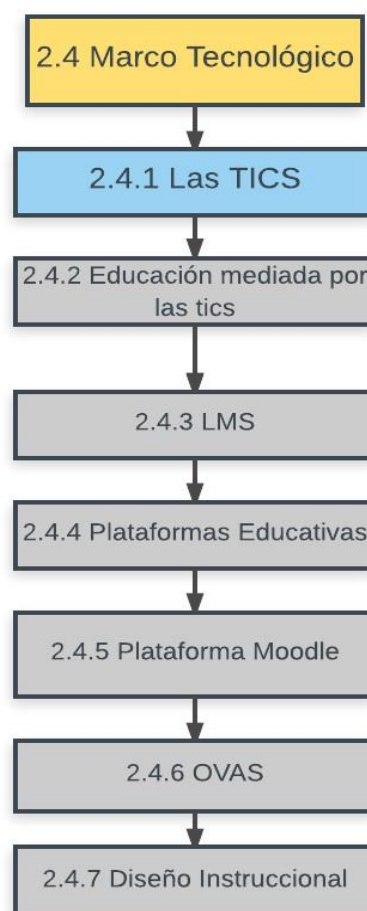 2.4 Marco Tecnológico
2.4.1 Las TICS
2.4.2 Educación mediada por
las tics
2.4.3 LMS
2.4.4 Plataformas Educativas
2.4.5 Plataforma Moodle
2.4.6 OVAS
2.4.7 Diseño Instruccional